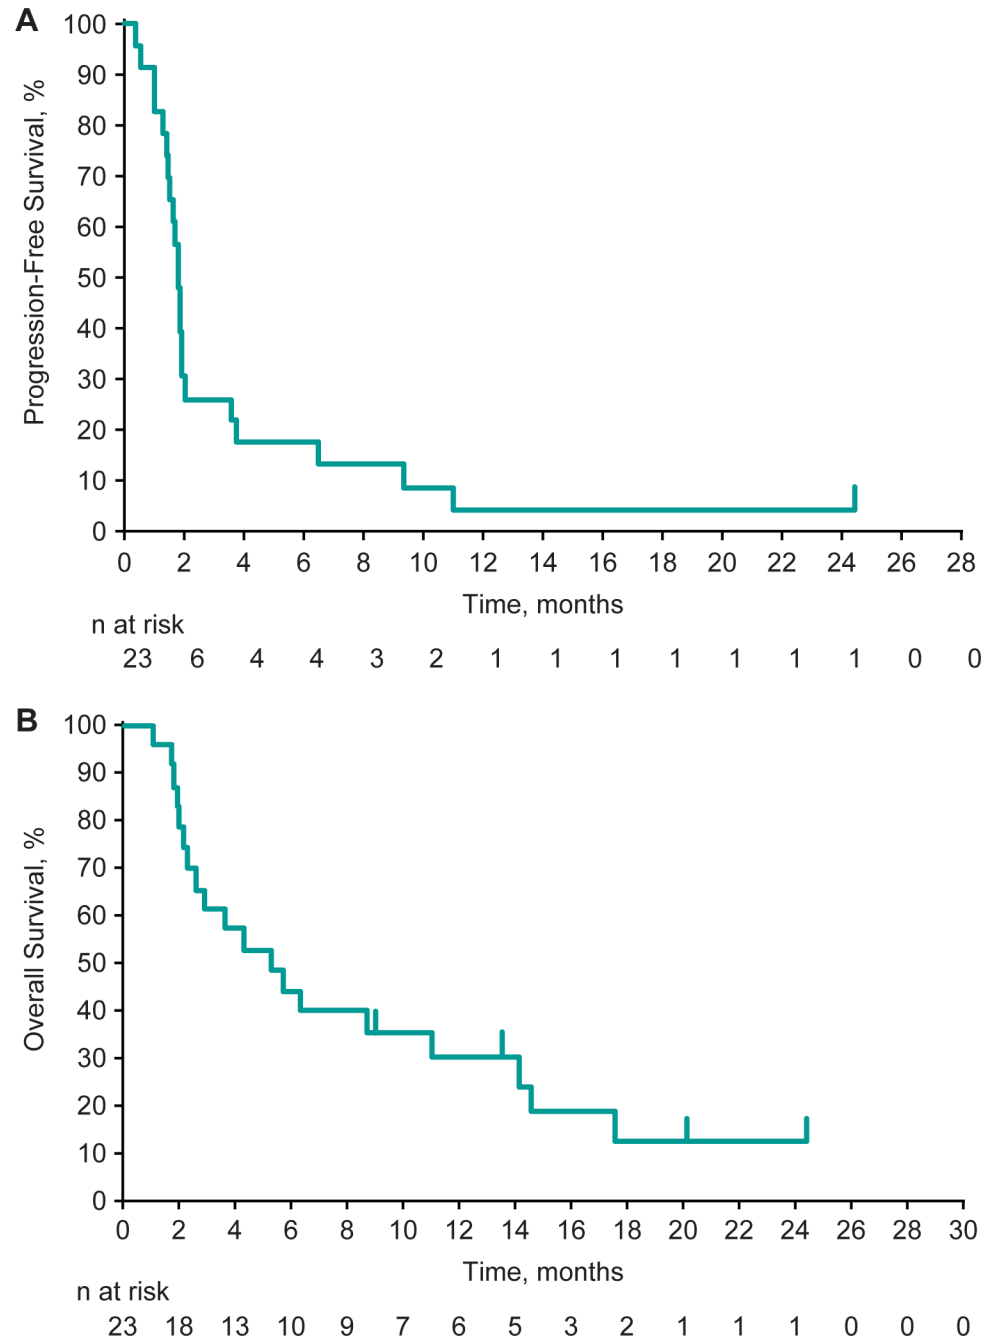 A
Progression-Free Survival, %
100
90
80
70
60
50
40
30
20
10
0
0 2 4 6 8 10 12 14 16 18 20 22 24 26 28
Time, months
n at risk
23 6 4 4 3 2 1 1 1 1 1 1 1 0 0
B
Overall Survival, %
100
90
80
70
60
50
40
30
20
10
0
0 2 4 6 8 10 12 14 16 18 20 22 24 26 28 30
Time, months
n at risk
23 18 13 10 9 7 6 5 3 2 1 1 1 0 0 0